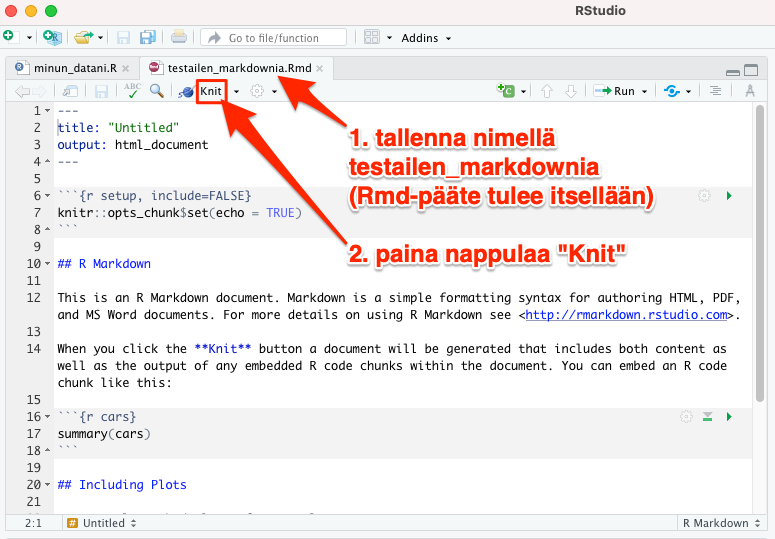 RStudio
Go to file/function
Addins
minun_datani.R
testailen_markdownia.Rmd
ABC
Knit
Run
1 ---
2 title: "Untitled"
3 output: html_document
4 ---
5
6 ```{r setup, include=FALSE}
7 knitr::opts_chunk$set(echo = TRUE)
8 ```
9
10 ## R Markdown
11
12 This is an R Markdown document. Markdown is a simple formatting syntax for authoring HTML, PDF,
and MS Word documents. For more details on using R Markdown see <http://rmarkdown.rstudio.com>.
13
14 When you click the **Knit** button a document will be generated that includes both content as
well as the output of any embedded R code chunks within the document. You can embed an R code
chunk like this:
15
16 ```{r cars}
17 summary(cars)
18 ```
19
20 ## Including Plots
21
1. tallenna nimellä
testailen_markdownia
(Rmd-pääte tulee itsellään)
2. paina nappulaa "Knit"
2:1
# Untitled
R Markdown